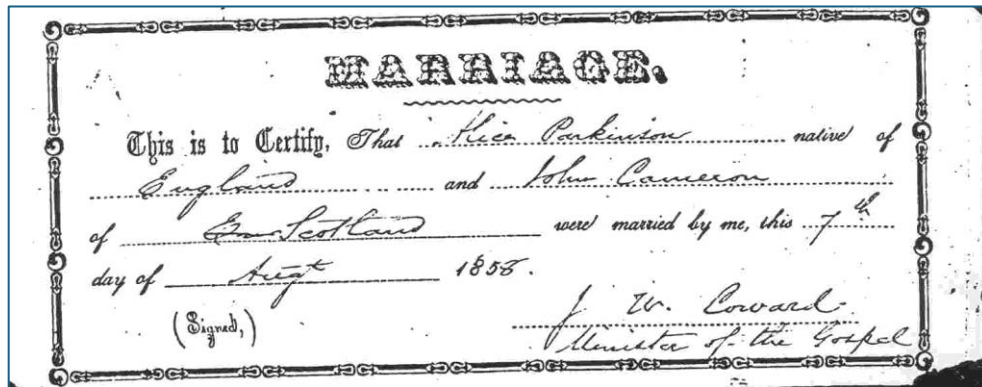 MARRIAGE.
This is to Certify, That Alice Parkinson native of
England and John Cameron
of Scotland were married by me, this 7th
day of Augt 1858.
(Signed,) J. W. Coward
Minister of the Gospel